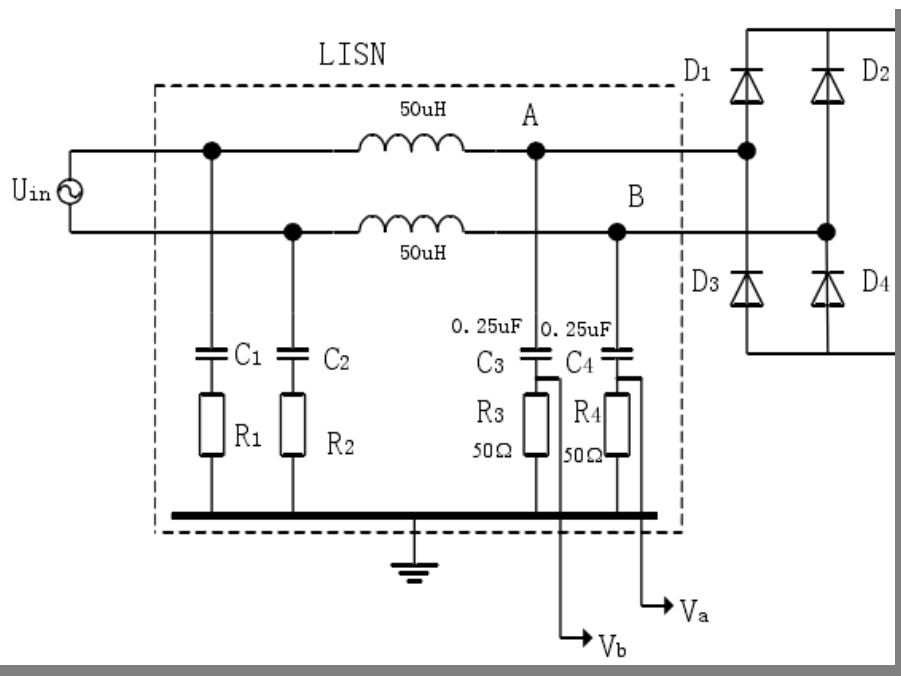 LISN
D1
D2
50uH
A
Uin
B
50uH
D3
D4
0.25uF
0.25uF
C1
C2
C3
C4
R1
R2
R3
R4
50Ω
50Ω
Va
Vb